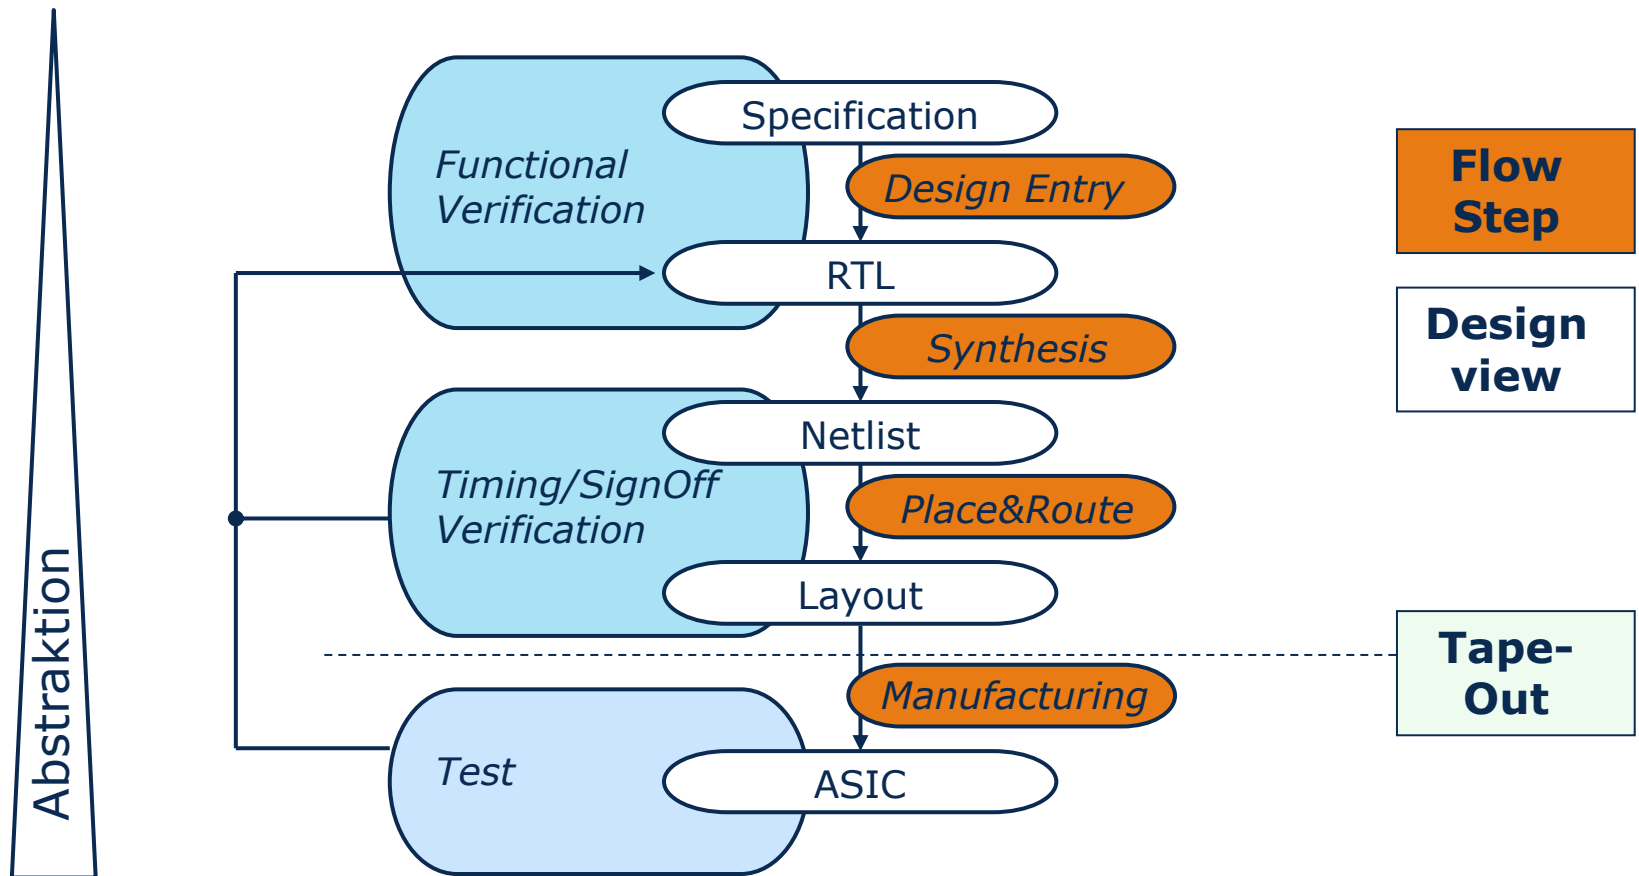 Specification
Functional
Verification
Design Entry
RTL
Synthesis
Netlist
Timing/SignOff
Verification
Place&Route
Layout
Manufacturing
Test
ASIC
Abstraktion
Flow
Step
Design
view
Tape-
Out